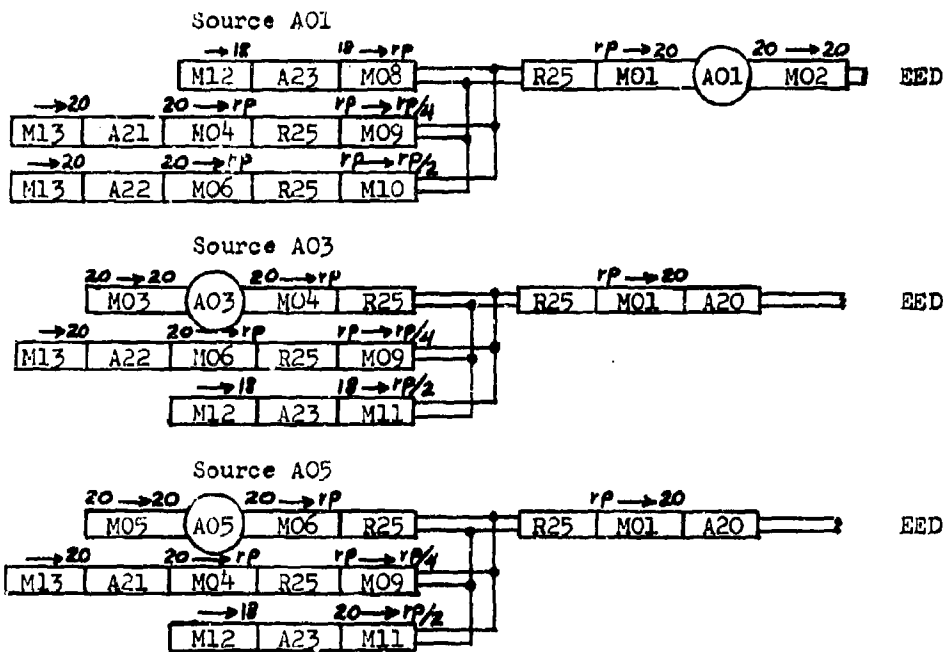 Source A01
→18 18→rp rp→20 20→20
M12 A23 M08 R25 M01 A01 M02 EED
→20 20→rp rp→rp/4
M13 A21 M04 R25 M09
→20 20→rp rp→rp/2
M13 A22 M06 R25 M10
Source A03
20→20 20→rp rp→20
M03 A03 M04 R25 R25 M01 A20 EED
→20 20→rp rp→rp/4
M13 A22 M06 R25 M09
→18 18→rp/2
M12 A23 M11
Source A05
20→20 20→rp rp→20
M05 A05 M06 R25 R25 M01 A20 EED
→20 20→rp rp→rp/4
M13 A21 M04 R25 M09
→18 20→rp/2
M12 A23 M11